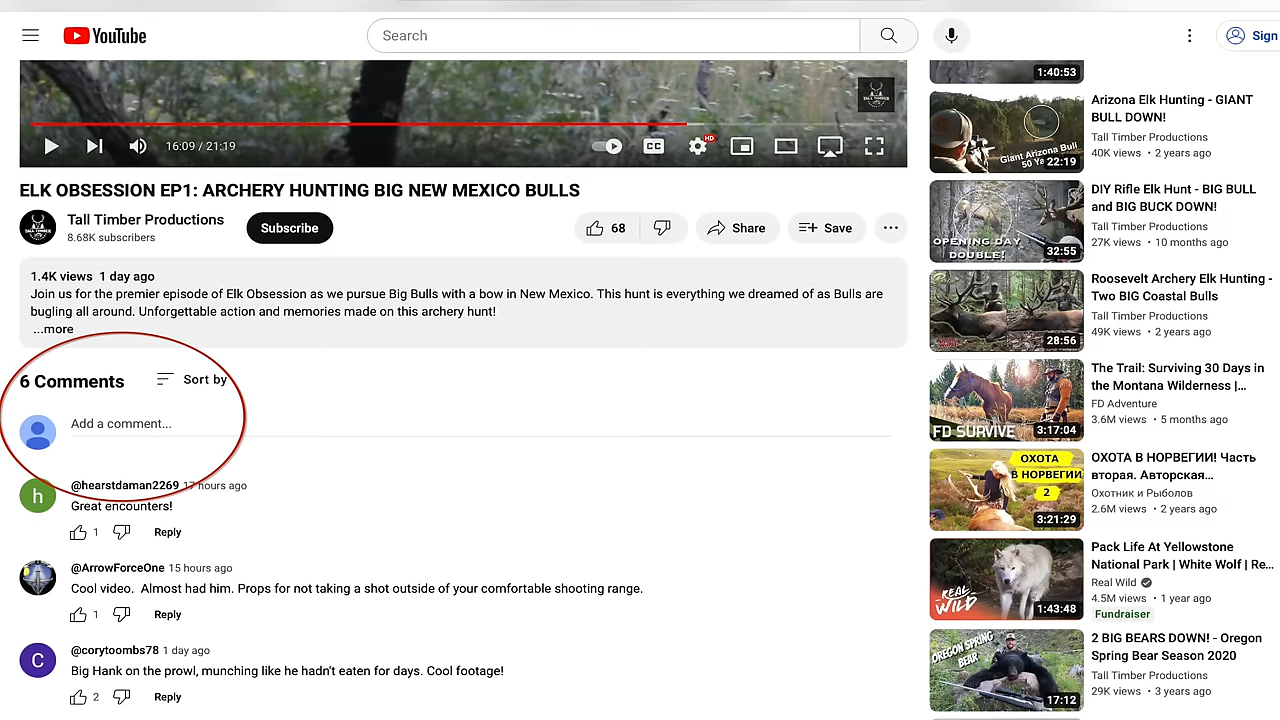 YouTube
Search
Sign
TALL TIMBER
16:09 / 21:19
CC
HD
ELK OBSESSION EP1: ARCHERY HUNTING BIG NEW MEXICO BULLS
TALL TIMBER
Tall Timber Productions
8.68K subscribers
Subscribe
68
Share
Save
1.4K views 1 day ago
Join us for the premier episode of Elk Obsession as we pursue Big Bulls with a bow in New Mexico. This hunt is everything we dreamed of as Bulls are
bugling all around. Unforgettable action and memories made on this archery hunt!
...more
6 Comments
Sort by
Add a comment...
h
@hearstdaman2269 17 hours ago
Great encounters!
1
Reply
@ArrowForceOne 15 hours ago
Cool video. Almost had him. Props for not taking a shot outside of your comfortable shooting range.
1
Reply
C
@corytoombs78 1 day ago
Big Hank on the prowl, munching like he hadn't eaten for days. Cool footage!
2
Reply
1:40:53
Giant Arizona Bull
50 Ya
22:19
Arizona Elk Hunting - GIANT
BULL DOWN!
Tall Timber Productions
40K views • 2 years ago
OPENING DAY
DOUBLE!
32:55
DIY Rifle Elk Hunt - BIG BULL
and BIG BUCK DOWN!
Tall Timber Productions
27K views • 10 months ago
28:56
Roosevelt Archery Elk Hunting -
Two BIG Coastal Bulls
Tall Timber Productions
49K views • 2 years ago
FD SURVIVE
3:17:04
The Trail: Surviving 30 Days in
the Montana Wilderness |...
FD Adventure
3.6M views • 5 months ago
ОХОТА
В НОРВЕГИИ
2
3:21:29
ОХОТА В НОРВЕГИИ! Часть
вторая. Авторская...
Охотник и Рыболов
2.6M views • 2 years ago
REAL
WILD
1:43:48
Pack Life At Yellowstone
National Park | White Wolf | Re...
Real Wild
4.5M views • 1 year ago
Fundraiser
OREGON SPRING
BEAR
17:12
2 BIG BEARS DOWN! - Oregon
Spring Bear Season 2020
Tall Timber Productions
29K views • 3 years ago